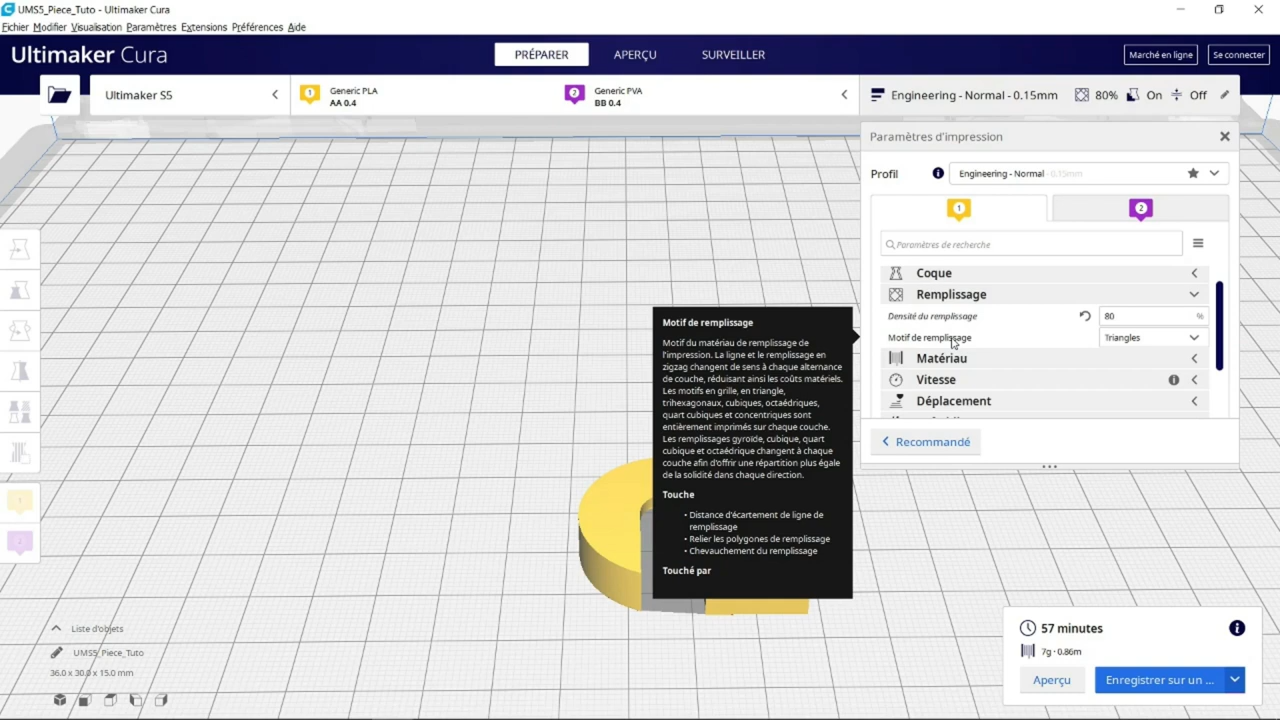 UMS5_Piece_Tuto - Ultimaker Cura
Fichier Modifier Visualisation Paramètres Extensions Préférences Aide
Ultimaker Cura
PRÉPARER
APERÇU
SURVEILLER
Marché en ligne
Se connecter
Ultimaker S5
1
Generic PLA
AA 0.4
2
Generic PVA
BB 0.4
Engineering - Normal - 0.15mm
80%
On
Off
Paramètres d'impression
Profil
Engineering - Normal - 0.15mm
1
2
Paramètres de recherche
Coque
Remplissage
Densité du remplissage
80
%
Motif de remplissage
Triangles
Matériau
Vitesse
Déplacement
Recommandé
Motif de remplissage
Motif du matériau de remplissage de
l'impression. La ligne et le remplissage en
zigzag changent de sens à chaque alternance
de couche, réduisant ainsi les coûts matériels.
Les motifs en grille, en triangle,
trihexagonaux, cubiques, octaédriques,
quart cubiques et concentriques sont
entièrement imprimés sur chaque couche.
Les remplissages gyroïde, cubique, quart
cubique et octaédrique changent à chaque
couche afin d'offrir une répartition plus égale
de la solidité dans chaque direction.
Touche
• Distance d'écartement de ligne de
remplissage
• Relier les polygones de remplissage
• Chevauchement du remplissage
Touché par
Liste d'objets
UMS5_Piece_Tuto
36.0 x 30.0 x 15.0 mm
57 minutes
7g · 0.86m
Aperçu
Enregistrer sur un ...